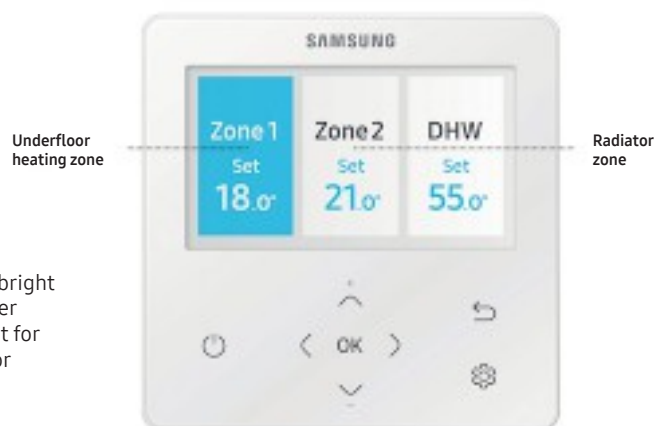 SAMSUNG
Underfloor
heating zone
Zone 1
Set
18.0°
Zone 2
Set
21.0°
DHW
Set
55.0°
Radiator
zone
bright
er
t for
or
OK